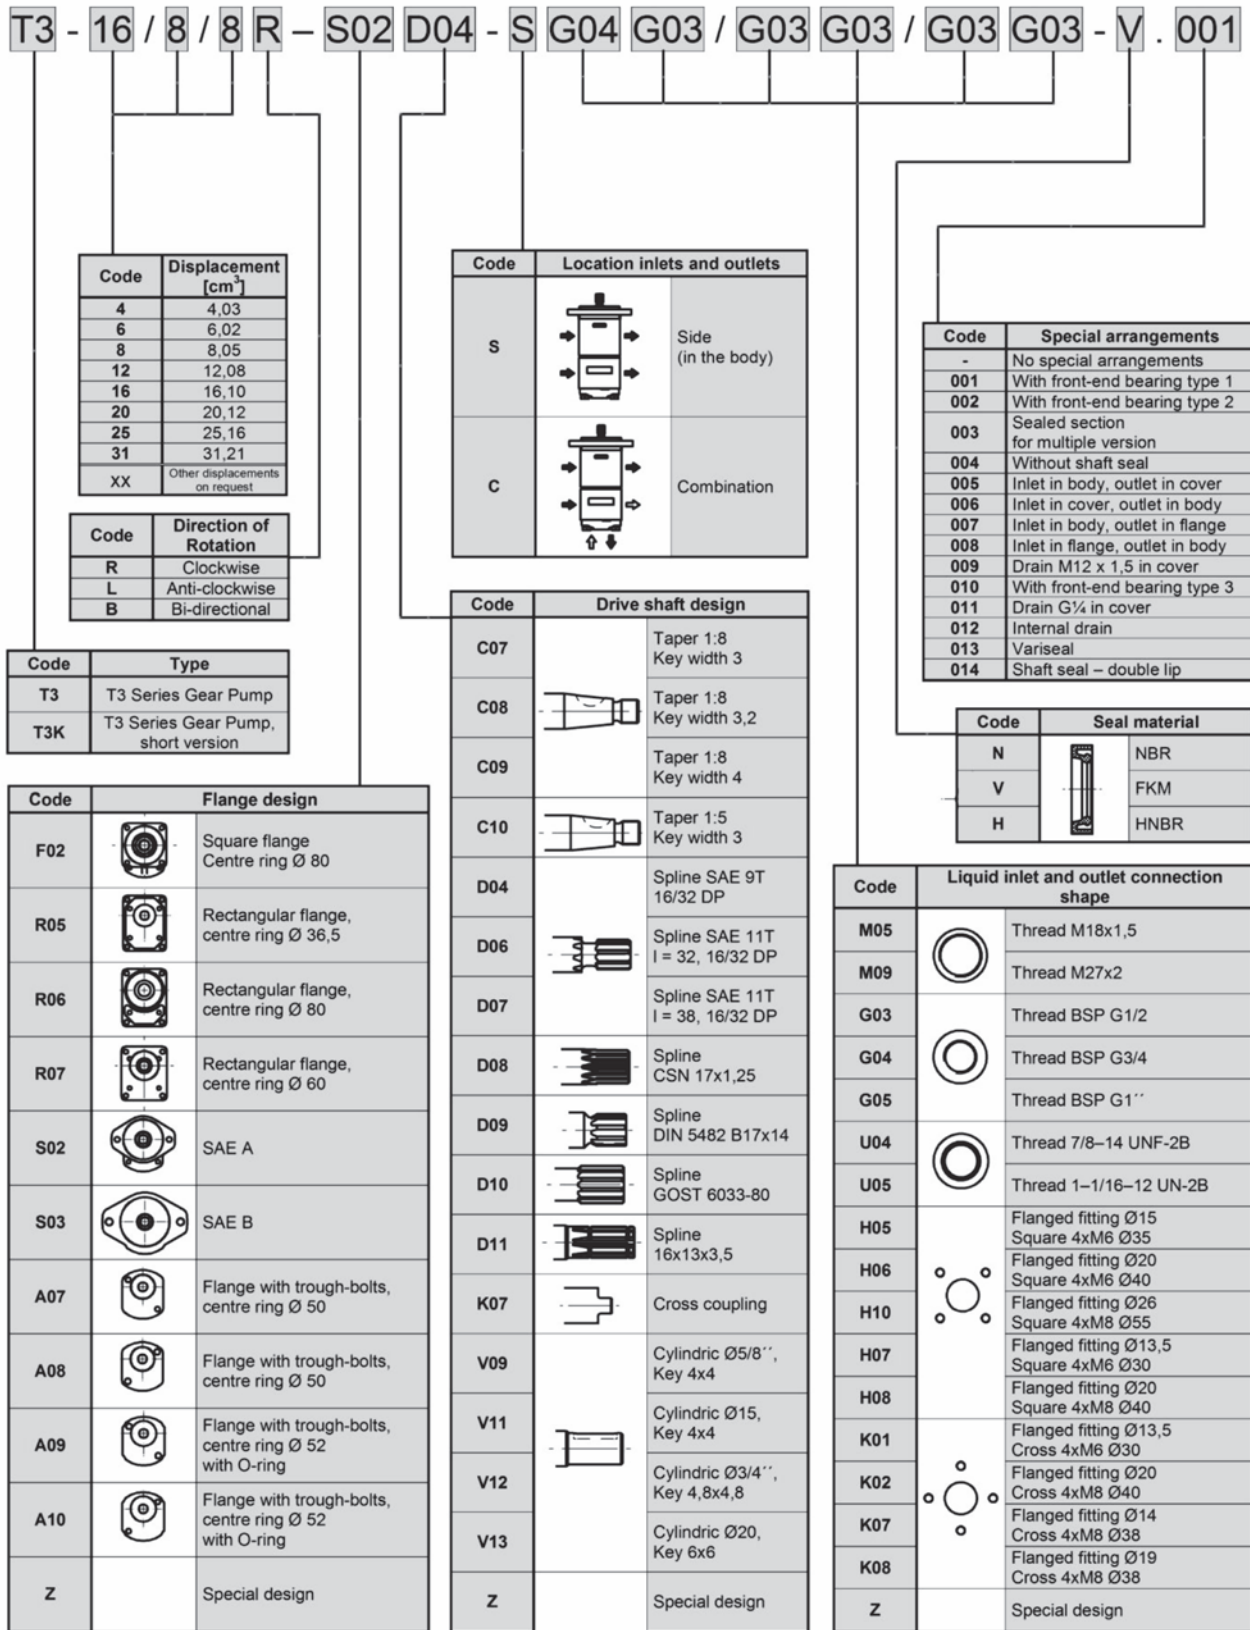 T3 - 16 / 8 / 8 R – S02 D04 - S G04 G03 / G03 G03 / G03 G03 - V . 001
Code Displacement [cm³]
4 4,03
6 6,02
8 8,05
12 12,08
16 16,10
20 20,12
25 25,16
31 31,21
XX Other displacements
on request
Code Direction of
Rotation
R Clockwise
L Anti-clockwise
B Bi-directional
Code Type
T3 T3 Series Gear Pump
T3K T3 Series Gear Pump,
short version
Code Flange design
F02 Square flange
Centre ring Ø 80
R05 Rectangular flange,
centre ring Ø 36,5
R06 Rectangular flange,
centre ring Ø 80
R07 Rectangular flange,
centre ring Ø 60
S02 SAE A
S03 SAE B
A07 Flange with trough-bolts,
centre ring Ø 50
A08 Flange with trough-bolts,
centre ring Ø 50
A09 Flange with trough-bolts,
centre ring Ø 52
with O-ring
A10 Flange with trough-bolts,
centre ring Ø 52
with O-ring
Z Special design
Code Location inlets and outlets
S Side
(in the body)
C Combination
Code Drive shaft design
C07 Taper 1:8
Key width 3
C08 Taper 1:8
Key width 3,2
C09 Taper 1:8
Key width 4
C10 Taper 1:5
Key width 3
D04 Spline SAE 9T
16/32 DP
D06 Spline SAE 11T
l = 32, 16/32 DP
D07 Spline SAE 11T
l = 38, 16/32 DP
D08 Spline
CSN 17x1,25
D09 Spline
DIN 5482 B17x14
D10 Spline
GOST 6033-80
D11 Spline
16x13x3,5
K07 Cross coupling
V09 Cylindric Ø5/8´´,
Key 4x4
V11 Cylindric Ø15,
Key 4x4
V12 Cylindric Ø3/4´´,
Key 4,8x4,8
V13 Cylindric Ø20,
Key 6x6
Z Special design
Code Special arrangements
- No special arrangements
001 With front-end bearing type 1
002 With front-end bearing type 2
003 Sealed section
for multiple version
004 Without shaft seal
005 Inlet in body, outlet in cover
006 Inlet in cover, outlet in body
007 Inlet in body, outlet in flange
008 Inlet in flange, outlet in body
009 Drain M12 x 1,5 in cover
010 With front-end bearing type 3
011 Drain G¼ in cover
012 Internal drain
013 Variseal
014 Shaft seal – double lip
Code Seal material
N NBR
V FKM
H HNBR
Code Liquid inlet and outlet connection
shape
M05 Thread M18x1,5
M09 Thread M27x2
G03 Thread BSP G1/2
G04 Thread BSP G3/4
G05 Thread BSP G1´´
U04 Thread 7/8–14 UNF-2B
U05 Thread 1–1/16–12 UN-2B
H05 Flanged fitting Ø15
Square 4xM6 Ø35
H06 Flanged fitting Ø20
Square 4xM6 Ø40
H10 Flanged fitting Ø26
Square 4xM8 Ø55
H07 Flanged fitting Ø13,5
Square 4xM6 Ø30
H08 Flanged fitting Ø20
Square 4xM8 Ø40
K01 Flanged fitting Ø13,5
Cross 4xM6 Ø30
K02 Flanged fitting Ø20
Cross 4xM8 Ø40
K07 Flanged fitting Ø14
Cross 4xM8 Ø38
K08 Flanged fitting Ø19
Cross 4xM8 Ø38
Z Special design